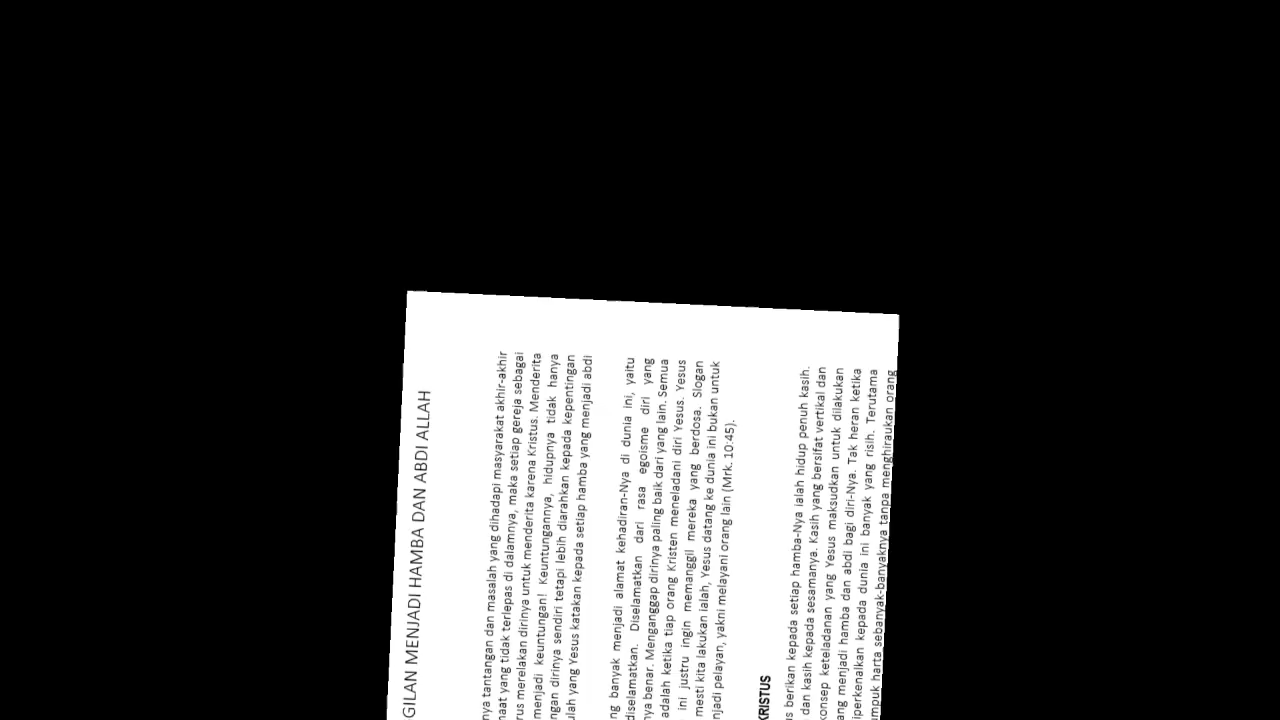 GILAN MENJADI HAMBA DAN ABDI ALLAH
nya tantangan dan masalah yang dihadapi masyarakat akhir-akhir
naat yang tidak terlepas di dalamnya, maka setiap gereja sebagai
rus merelakan dirinya untuk menderita karena Kristus. Menderita
menjadi keuntungan! Keuntungannya, hidupnya tidak hanya
ngan dirinya sendiri tetapi lebih diarahkan kepada kepentingan
ulah yang Yesus katakan kepada setiap hamba yang menjadi abdi
ng banyak menjadi alamat kehadiran-Nya di dunia ini, yaitu
diselamatkan. Diselamatkan dari rasa egoisme diri yang
nya benar. Menganggap dirinya paling baik dari yang lain. Semua
adalah ketika tiap orang Kristen meneladani diri Yesus. Yesus
ini justru ingin memanggil mereka yang berdosa. Slogan
mesti kita lakukan ialah, Yesus datang ke dunia ini bukan untuk
njadi pelayan, yakni melayani orang lain (Mrk. 10:45).
KRISTUS
us berikan kepada setiap hamba-Nya ialah hidup penuh kasih.
dan kasih kepada sesamanya. Kasih yang bersifat vertikal dan
konsep keteladanan yang Yesus maksudkan untuk dilakukan
ang menjadi hamba dan abdi bagi diri-Nya. Tak heran ketika
iperkenalkan kepada dunia ini banyak yang risih. Terutama
umpuk harta sebanyak-banyaknya tanpa menghiraukan orang